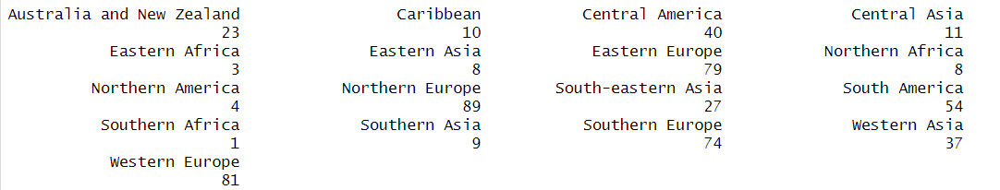 Australia and New Zealand Caribbean Central America Central Asia
23 10 40 11
Eastern Africa Eastern Asia Eastern Europe Northern Africa
3 8 79 8
Northern America Northern Europe South-eastern Asia South America
4 89 27 54
Southern Africa Southern Asia Southern Europe Western Asia
1 9 74 37
Western Europe
81